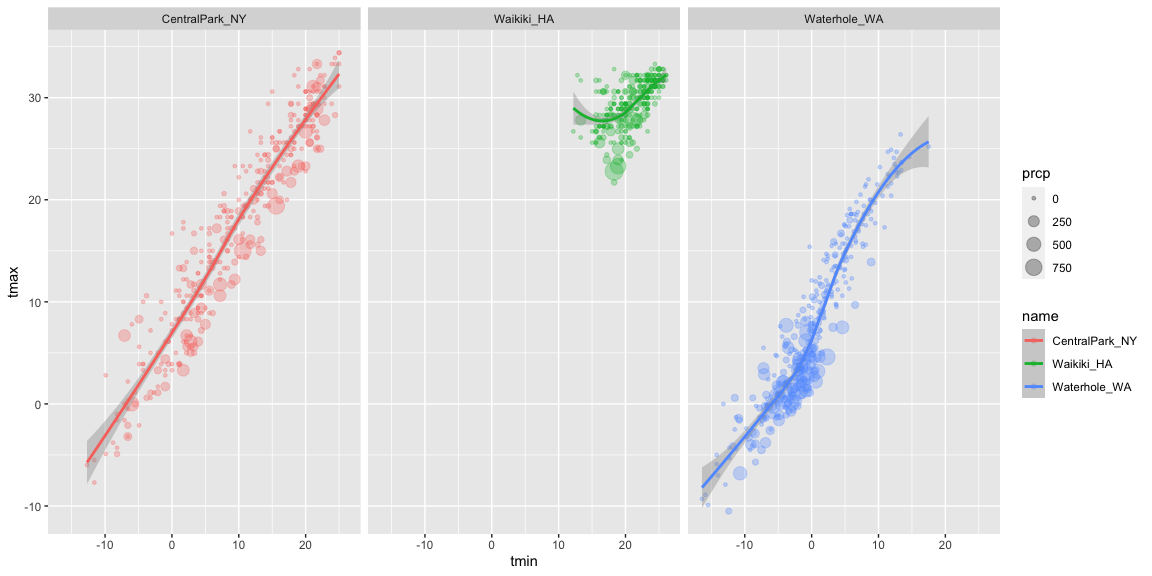 CentralPark_NY
Waikiki_HA
Waterhole_WA
tmax
30
20
10
0
-10
-10 0 10 20
-10 0 10 20
-10 0 10 20
tmin
prcp
0
250
500
750
name
CentralPark_NY
Waikiki_HA
Waterhole_WA